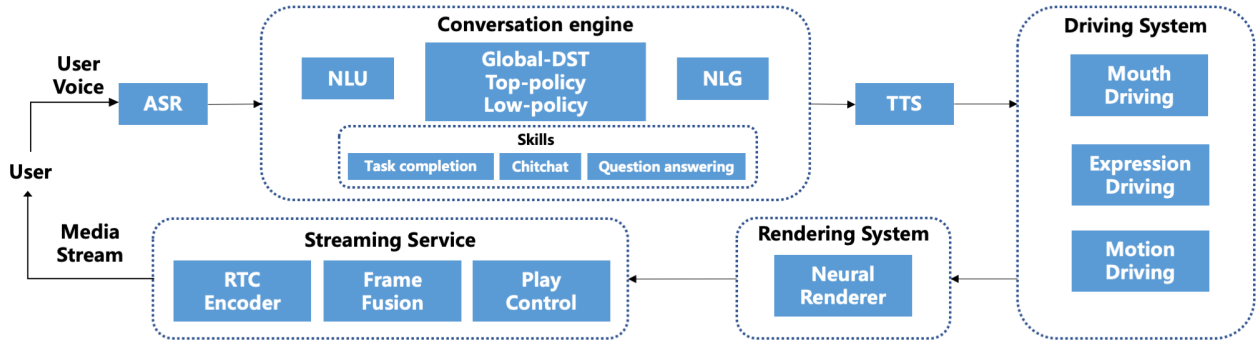 Conversation engine
Driving System
User
Voice
ASR
NLU
Global-DST
Top-policy
Low-policy
NLG
TTS
Mouth
Driving
Skills
Task completion
Chitchat
Question answering
Expression
Driving
User
Media
Stream
Streaming Service
RTC
Encoder
Frame
Fusion
Play
Control
Rendering System
Neural
Renderer
Motion
Driving